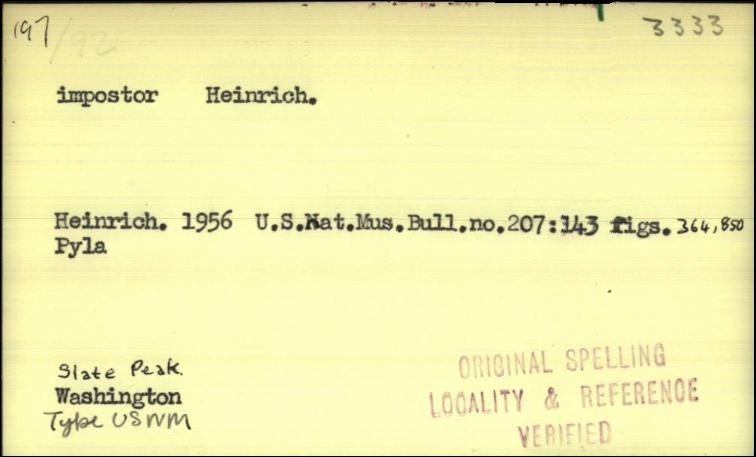 197 192 3333
impostor Heinrich.
Heinrich. 1956 U.S.Nat.Mus.Bull.no.207:143 figs. 364,850
Pyla
Slate Peak.
Washington
Type USNM
ORIGINAL SPELLING
LOCALITY & REFERENCE
VERIFIED